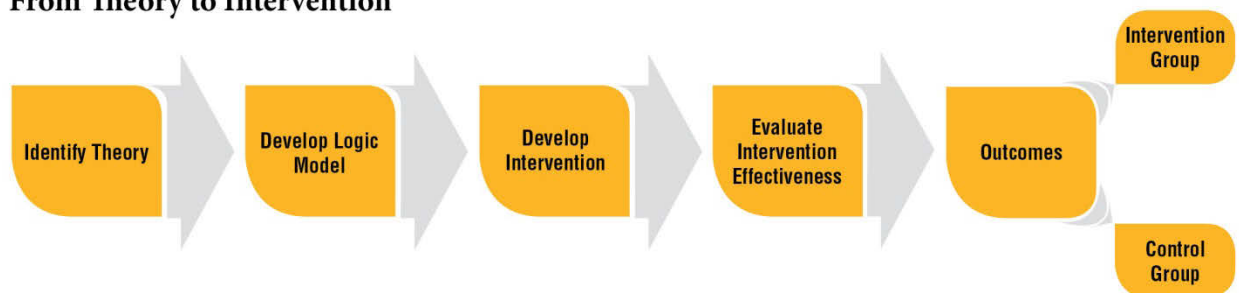 From Theory to Intervention
Intervention
Group
Identify Theory
Develop Logic
Model
Develop
Intervention
Evaluate
Intervention
Effectiveness
Outcomes
Control
Group